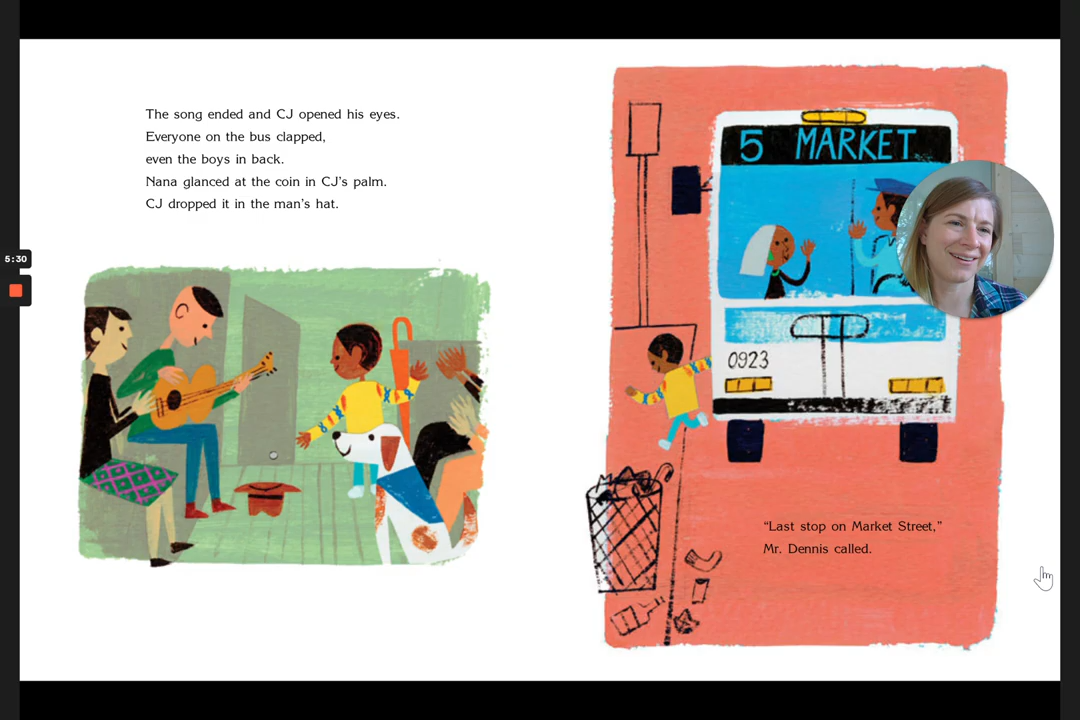 The song ended and CJ opened his eyes.
Everyone on the bus clapped,
even the boys in back.
Nana glanced at the coin in CJ’s palm.
CJ dropped it in the man’s hat.
5:30
5 MARKET
0923
“Last stop on Market Street,”
Mr. Dennis called.